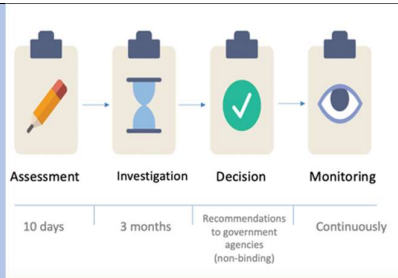 Assessment
Investigation
Decision
Monitoring
10 days
3 months
Recommendations
to government
agencies
(non-binding)
Continuously